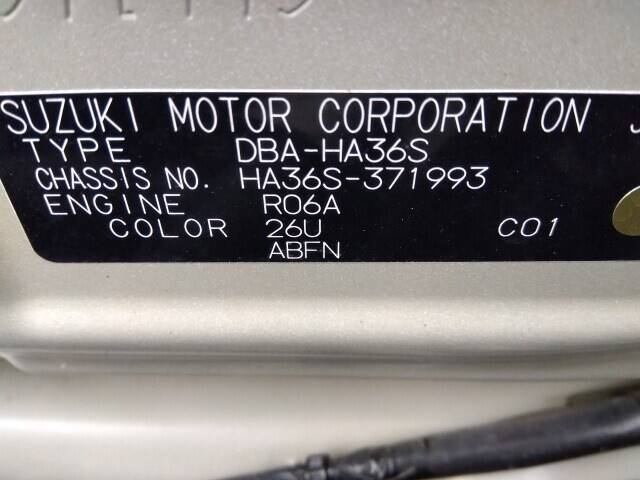 SUZUKI MOTOR CORPORATION
TYPE DBA-HA36S
CHASSIS NO. HA36S-371993
ENGINE R06A
COLOR 26U C01
ABFN